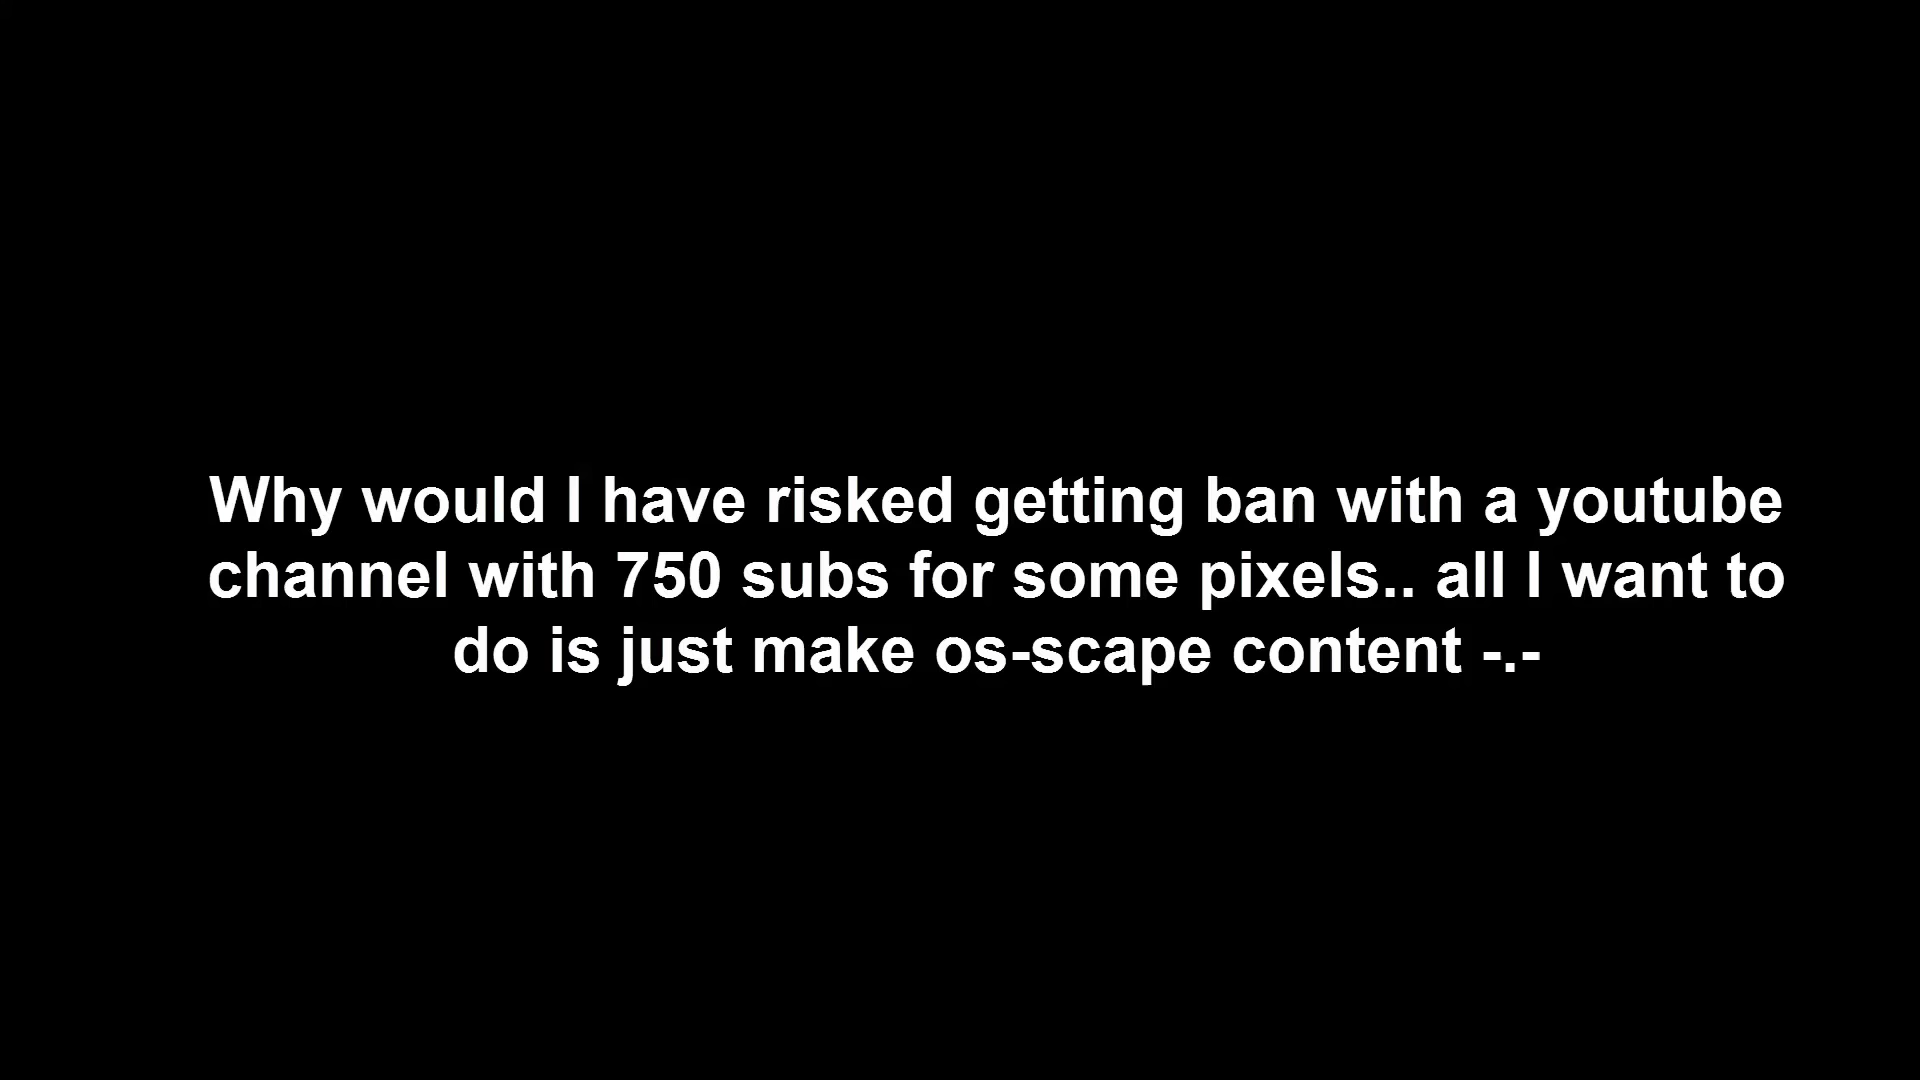 Why would I have risked getting ban with a youtube
channel with 750 subs for some pixels.. all I want to
do is just make os-scape content -.-